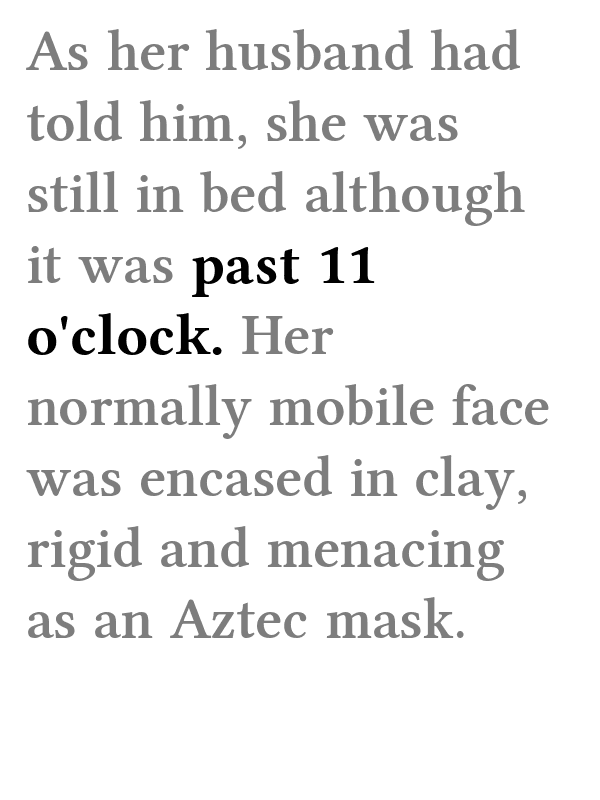 As her husband had
told him, she was
still in bed although
it was past 11
o'clock. Her
normally mobile face
was encased in clay,
rigid and menacing
as an Aztec mask.